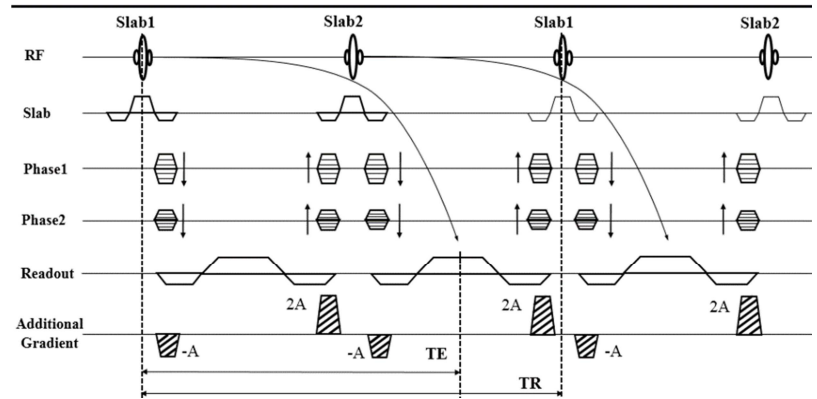 Slab1 Slab2 Slab1 Slab2
RF
Slab
Phase1
Phase2
Readout
2A 2A 2A
Additional
Gradient
-A -A -A
TE
TR